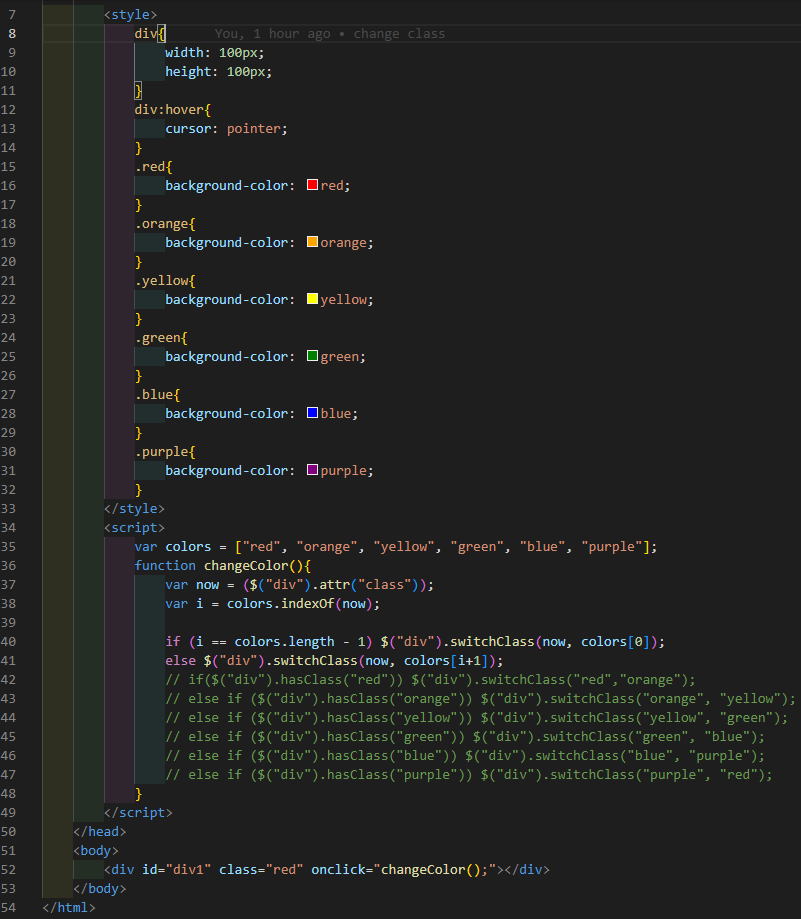 7 <style>
8 div{ You, 1 hour ago • change class
9 width: 100px;
10 height: 100px;
11 }
12 div:hover{
13 cursor: pointer;
14 }
15 .red{
16 background-color: red;
17 }
18 .orange{
19 background-color: orange;
20 }
21 .yellow{
22 background-color: yellow;
23 }
24 .green{
25 background-color: green;
26 }
27 .blue{
28 background-color: blue;
29 }
30 .purple{
31 background-color: purple;
32 }
33 </style>
34 <script>
35 var colors = ["red", "orange", "yellow", "green", "blue", "purple"];
36 function changeColor(){
37 var now = ($("div").attr("class"));
38 var i = colors.indexOf(now);
39
40 if (i == colors.length - 1) $("div").switchClass(now, colors[0]);
41 else $("div").switchClass(now, colors[i+1]);
42 // if($("div").hasClass("red")) $("div").switchClass("red","orange");
43 // else if ($("div").hasClass("orange")) $("div").switchClass("orange", "yellow");
44 // else if ($("div").hasClass("yellow")) $("div").switchClass("yellow", "green");
45 // else if ($("div").hasClass("green")) $("div").switchClass("green", "blue");
46 // else if ($("div").hasClass("blue")) $("div").switchClass("blue", "purple");
47 // else if ($("div").hasClass("purple")) $("div").switchClass("purple", "red");
48 }
49 </script>
50 </head>
51 <body>
52 <div id="div1" class="red" onclick="changeColor();"></div>
53 </body>
54 </html>